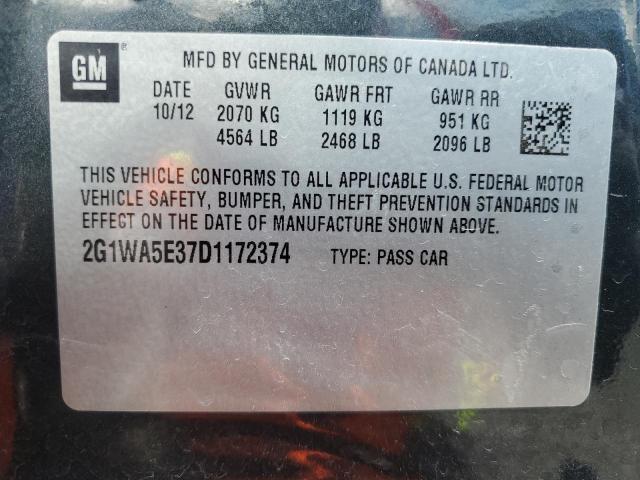 GM
®
MFD BY GENERAL MOTORS OF CANADA LTD.
DATE GVWR GAWR FRT GAWR RR
10/12 2070 KG 1119 KG 951 KG
4564 LB 2468 LB 2096 LB
THIS VEHICLE CONFORMS TO ALL APPLICABLE U.S. FEDERAL MOTOR
VEHICLE SAFETY, BUMPER, AND THEFT PREVENTION STANDARDS IN
EFFECT ON THE DATE OF MANUFACTURE SHOWN ABOVE.
2G1WA5E37D1172374 TYPE: PASS CAR